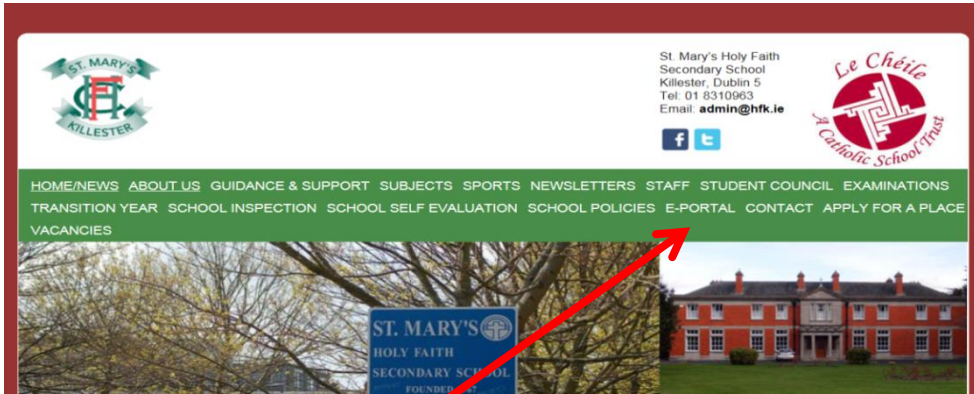 ST. MARY'S
KILLESTER
St. Mary's Holy Faith
Secondary School
Killester, Dublin 5
Tel: 01 8310963
Email: admin@hfk.ie
Le Chéile
A Catholic School Trust
HOME/NEWS ABOUT US GUIDANCE & SUPPORT SUBJECTS SPORTS NEWSLETTERS STAFF STUDENT COUNCIL EXAMINATIONS
TRANSITION YEAR SCHOOL INSPECTION SCHOOL SELF EVALUATION SCHOOL POLICIES E-PORTAL CONTACT APPLY FOR A PLACE
VACANCIES
ST. MARY'S
HOLY FAITH
SECONDARY SCHOOL
FOUNDED